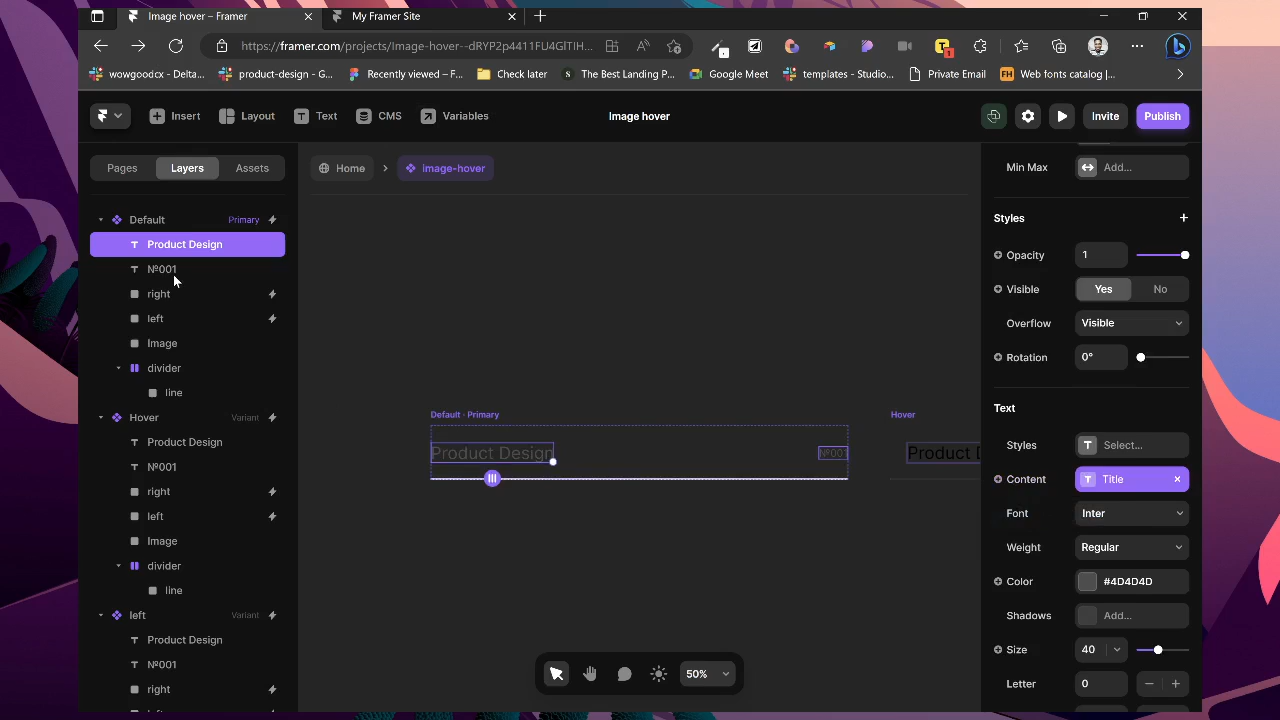 Image hover – Framer
My Framer Site
https://framer.com/projects/Image-hover--dRYP2p4411FU4GlTlH...
wowgoodcx - Delta...
product-design - G...
Recently viewed – F...
Check later
The Best Landing P...
Google Meet
templates - Studio...
Private Email
Web fonts catalog |...
Insert
Layout
Text
CMS
Variables
Image hover
Invite
Publish
Pages
Layers
Assets
Home
image-hover
Min Max
Add...
Default
Primary
Product Design
№001
right
left
Image
divider
line
Hover
Variant
Product Design
№001
right
left
Image
divider
line
left
Variant
Product Design
№001
right
Default · Primary
Product Design
№001
Hover
Product D
50%
Styles
Opacity
1
Visible
Yes
No
Overflow
Visible
Rotation
0°
Text
Styles
Select...
Content
Title
Font
Inter
Weight
Regular
Color
#4D4D4D
Shadows
Add...
Size
40
Letter
0